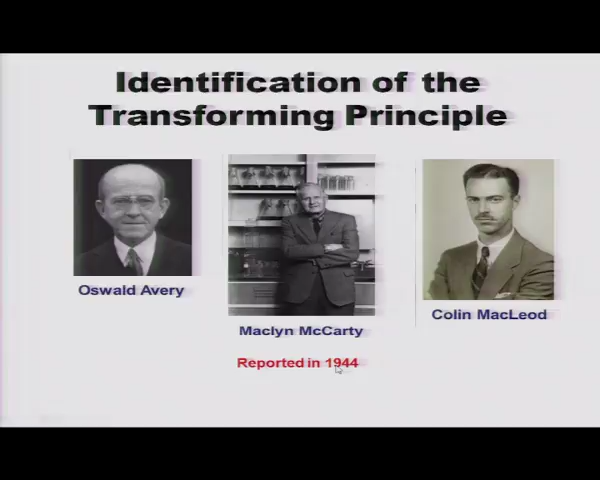 Identification of the
Transforming Principle
Oswald Avery
Maclyn McCarty
Colin MacLeod
Reported in 1944